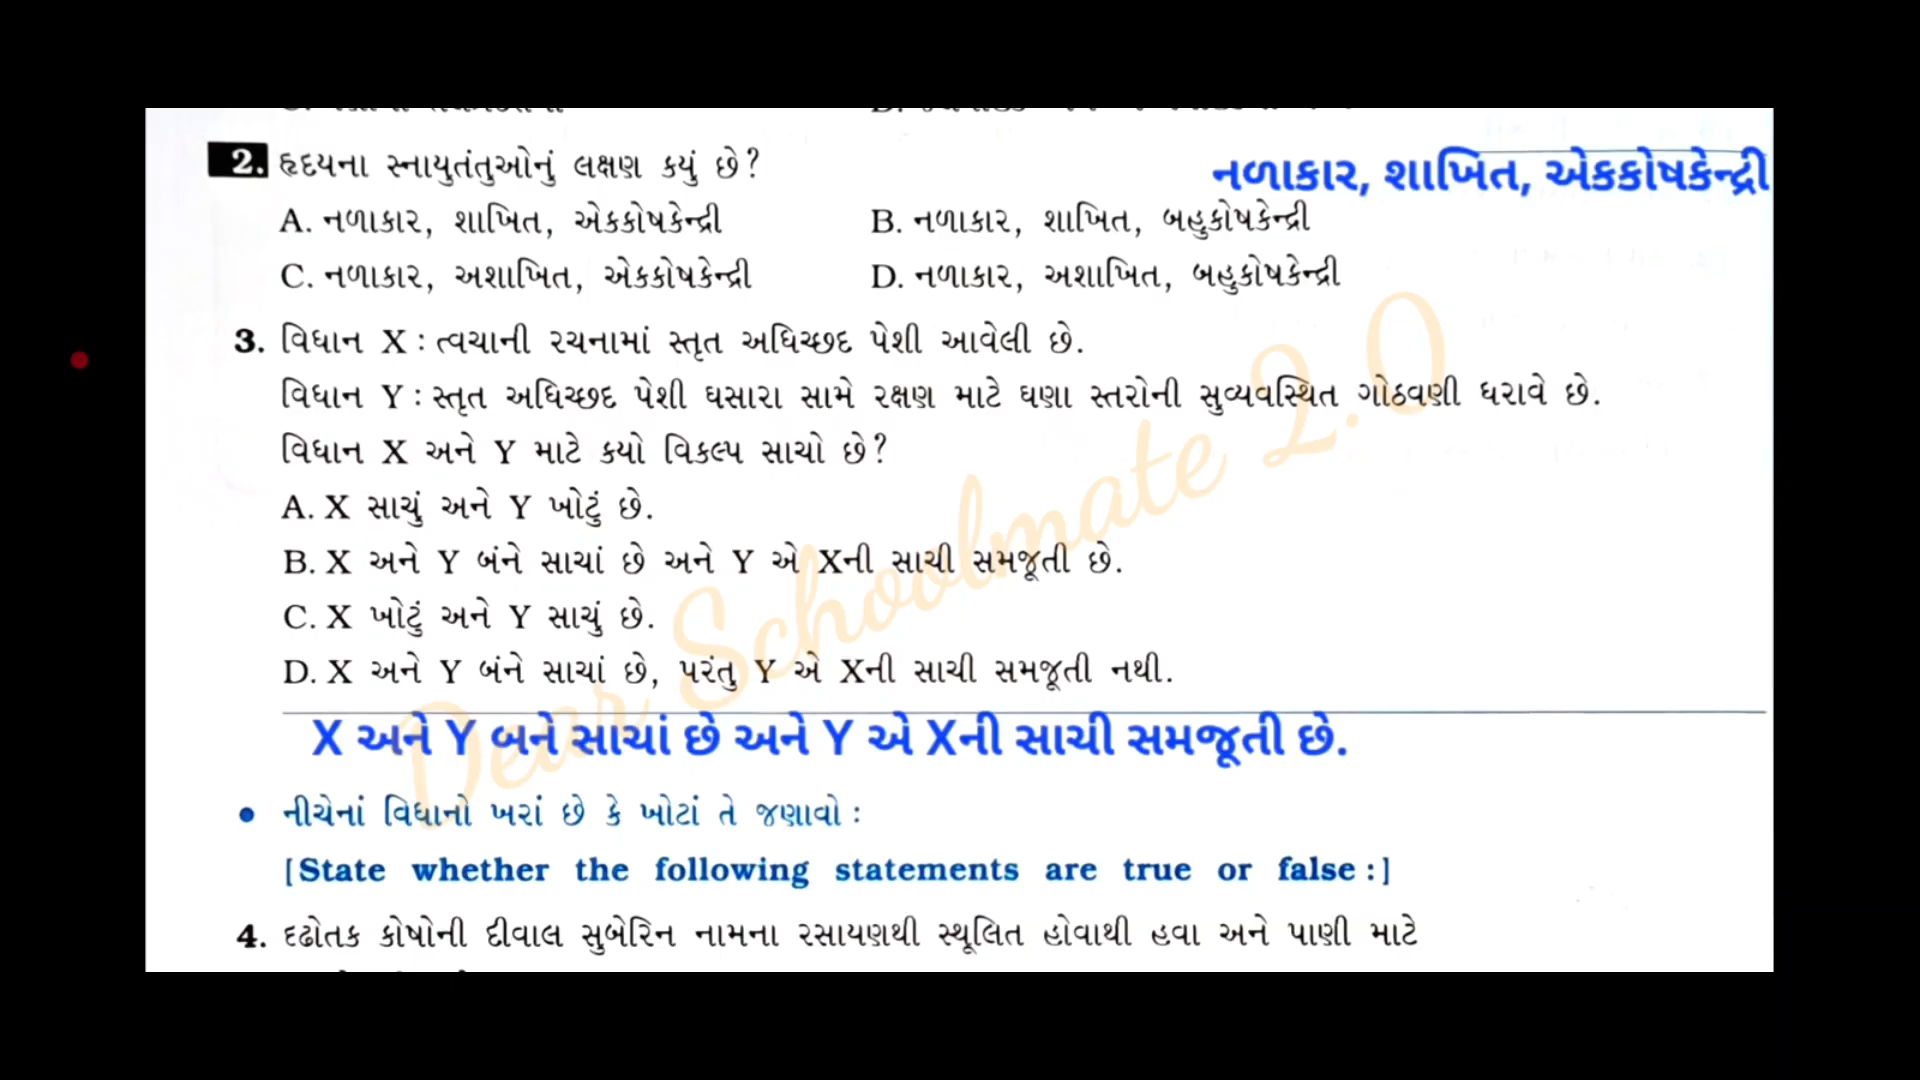 2. હૃદયના સ્નાયુતંતુઓનું લક્ષણ કયું છે?
નળાકાર, શાખિત, એકકોષકેન્દ્રી
A. નળાકાર, શાખિત, એકકોષકેન્દ્રી B. નળાકાર, શાખિત, બહુકોષકેન્દ્રી
C. નળાકાર, અશાખિત, એકકોષકેન્દ્રી D. નળાકાર, અશાખિત, બહુકોષકેન્દ્રી
3. વિધાન X : ત્વચાની રચનામાં સ્તૃત અધિચ્છદ પેશી આવેલી છે.
વિધાન Y : સ્તૃત અધિચ્છદ પેશી ઘસારા સામે રક્ષણ માટે ઘણા સ્તરોની સુવ્યવસ્થિત ગોઠવણી ધરાવે છે.
વિધાન X અને Y માટે કયો વિકલ્પ સાચો છે?
A. X સાચું અને Y ખોટું છે.
B. X અને Y બંને સાચાં છે અને Y એ Xની સાચી સમજૂતી છે.
C. X ખોટું અને Y સાચું છે.
D. X અને Y બંને સાચાં છે, પરંતુ Y એ Xની સાચી સમજૂતી નથી.
X અને Y બને સાચાં છે અને Y એ Xની સાચી સમજૂતી છે.
• નીચેનાં વિધાનો ખરાં છે કે ખોટાં તે જણાવો :
[State whether the following statements are true or false :]
4. દઢોતક કોષોની દીવાલ સુબેરિન નામના રસાયણથી સ્થૂલિત હોવાથી હવા અને પાણી માટે
Dear Schoolmate 2.0